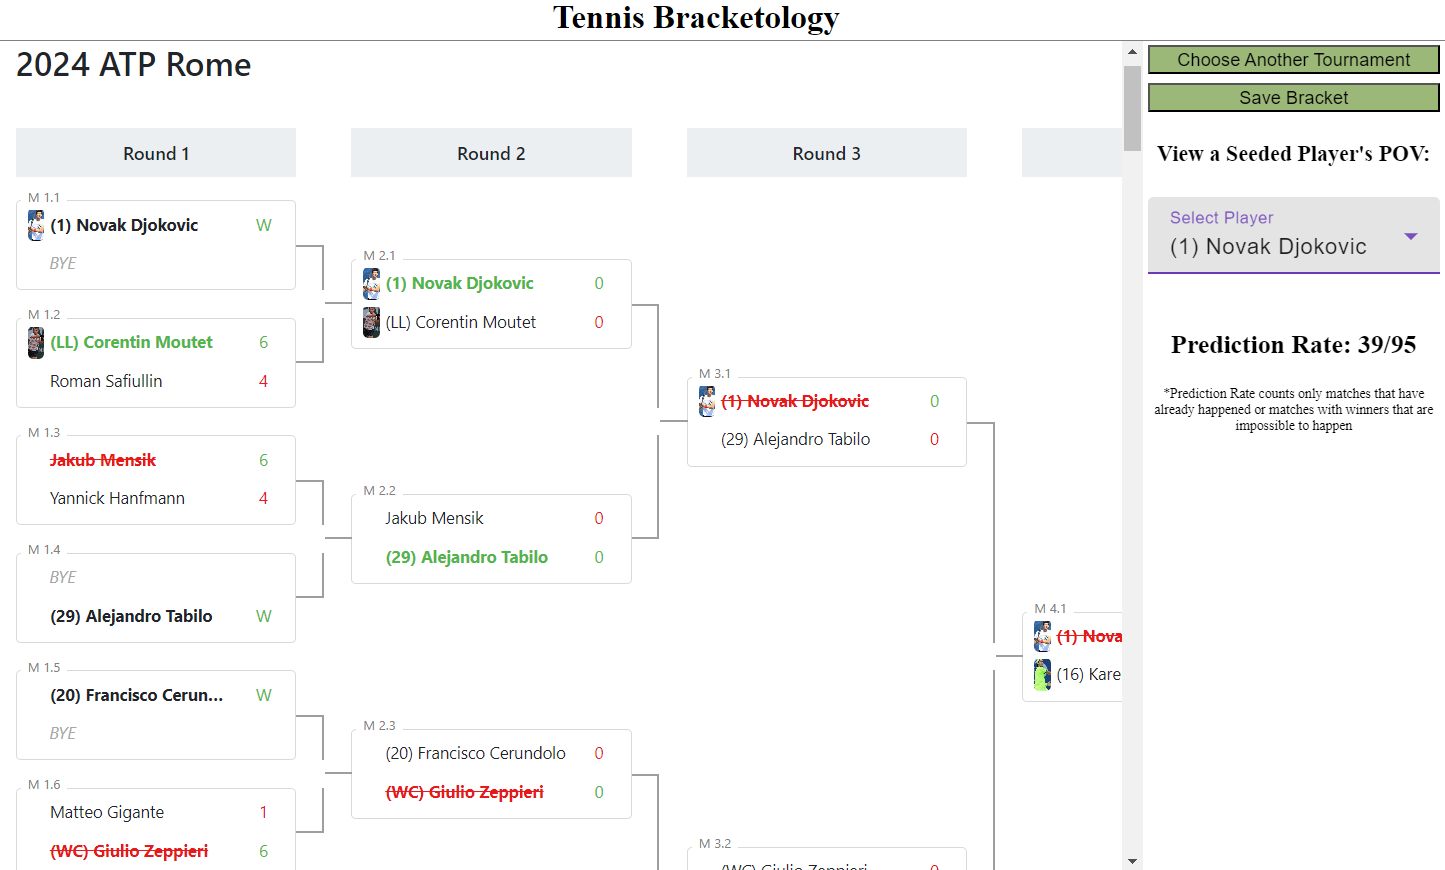 Tennis Bracketology
2024 ATP Rome
Round 1
Round 2
Round 3
M 1.1
(1) Novak Djokovic W
BYE
M 1.2
(LL) Corentin Moutet 6
Roman Safiullin 4
M 1.3
Jakub Mensik 6
Yannick Hanfmann 4
M 1.4
BYE
(29) Alejandro Tabilo W
M 1.5
(20) Francisco Cerun... W
BYE
M 1.6
Matteo Gigante 1
(WC) Giulio Zeppieri 6
M 2.1
(1) Novak Djokovic 0
(LL) Corentin Moutet 0
M 2.2
Jakub Mensik 0
(29) Alejandro Tabilo 0
M 2.3
(20) Francisco Cerundolo 0
(WC) Giulio Zeppieri 0
M 3.1
(1) Novak Djokovic 0
(29) Alejandro Tabilo 0
M 3.2
(WC) Giulio Zeppieri 0
M 4.1
(1) Nova
(16) Kare
Choose Another Tournament
Save Bracket
View a Seeded Player's POV:
Select Player
(1) Novak Djokovic
Prediction Rate: 39/95
*Prediction Rate counts only matches that have
already happened or matches with winners that are
impossible to happen